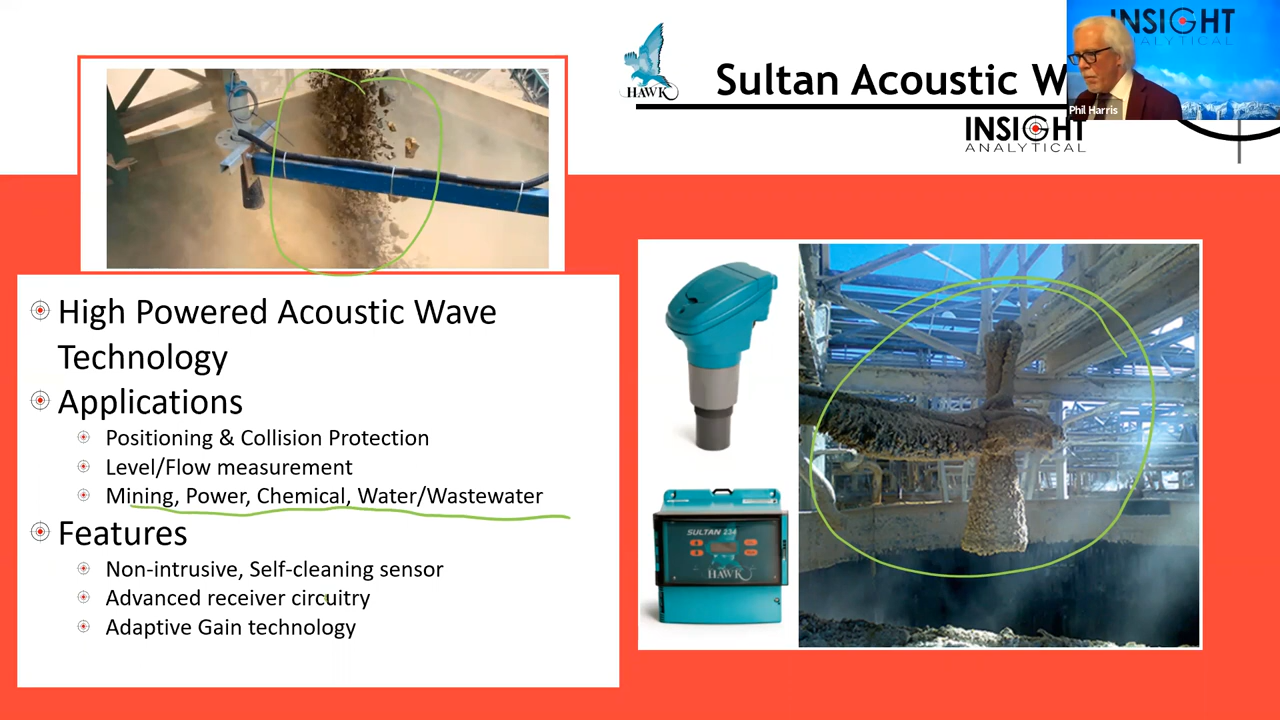 Sultan Acoustic W
HAWK
INSIGHT
ANALYTICAL
INSIGHT
ANALYTICAL
Phil Harris
High Powered Acoustic Wave
Technology
Applications
Positioning & Collision Protection
Level/Flow measurement
Mining, Power, Chemical, Water/Wastewater
Features
Non-intrusive, Self-cleaning sensor
Advanced receiver circuitry
Adaptive Gain technology
SULTAN 234
HAWK